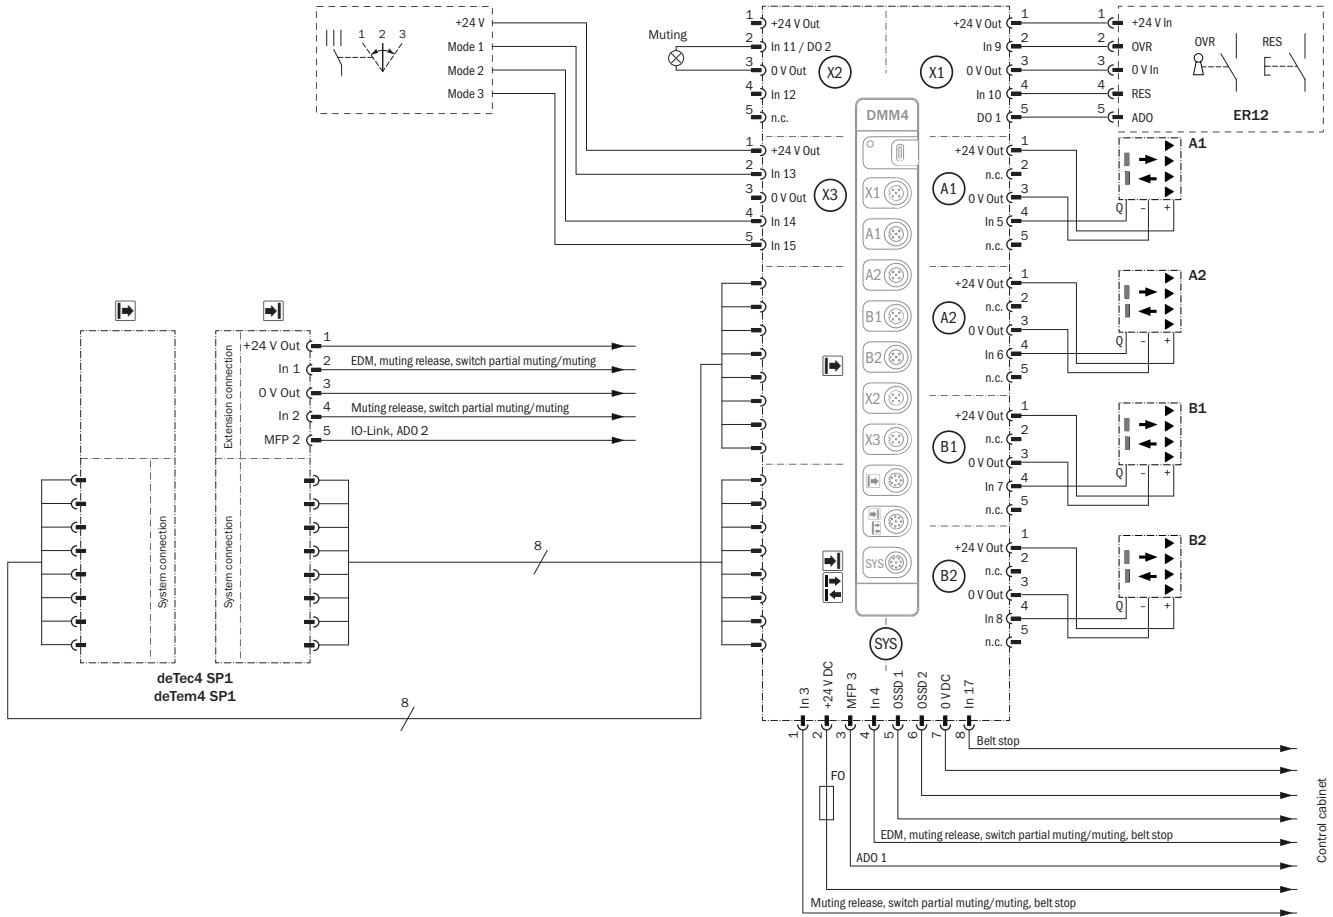 +24 V
1 2 3
Mode 1
Mode 2
Mode 3
Muting
1 +24 V Out
2 In 11 / DO 2
3 0 V Out
4 In 12
5 n.c.
X2
X1
+24 V Out 1
In 9 2
0 V Out 3
In 10 4
DO 1 5
1 +24 V In
2 OVR
3 0 V In
4 RES
5 ADO
OVR
RES
ER12
DMM4
X1
A1
A2
B1
B2
X2
X3
SYS
1 +24 V Out
2 In 13
3 0 V Out
4 In 14
5 In 15
X3
+24 V Out 1
n.c. 2
0 V Out 3
In 5 4
n.c. 5
A1
A1
Q – +
+24 V Out 1
n.c. 2
0 V Out 3
In 6 4
n.c. 5
A2
A2
Q – +
+24 V Out 1
n.c. 2
0 V Out 3
In 7 4
n.c. 5
B1
B1
Q – +
+24 V Out 1
n.c. 2
0 V Out 3
In 8 4
n.c. 5
B2
B2
Q – +
Extension connection
+24 V Out 1
In 1 2 EDM, muting release, switch partial muting/muting
0 V Out 3
In 2 4 Muting release, switch partial muting/muting
MFP 2 5 IO-Link, ADO 2
System connection
System connection
8
8
deTec4 SP1
deTem4 SP1
SYS
In 3
+24 V DC
MFP 3
In 4
OSSD 1
OSSD 2
0 V DC
In 17
1
2
3
4
5
6
7
8
Belt stop
F0
EDM, muting release, switch partial muting/muting, belt stop
ADO 1
Muting release, switch partial muting/muting, belt stop
Control cabinet